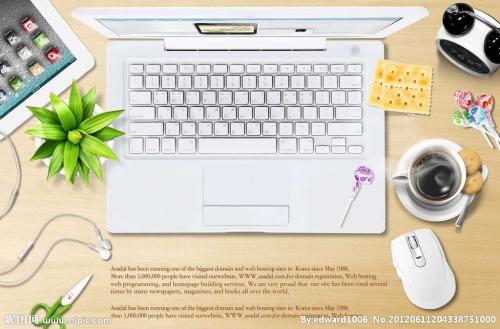 Asadal has been running one of the biggest domain and web hosting sites in Korea since May 1988,
More than 5,000,000 people have visited ourwebsite, WWW.asadal.com,for domain registration, Web hosting
web programming, and homepage building services. We are very proud that our site has been cited several
times by many newspapers, magazines, and books all over the world,
Asadal has been running one of the biggest domain and web hosting sites in Korea since May 1988,
than 5,000,000 people have visited ourwebsite, WWW.asadal.com,for domain registration, Web
昵图网
www.nipic.com
By:edward1006 No.20120611204338751000